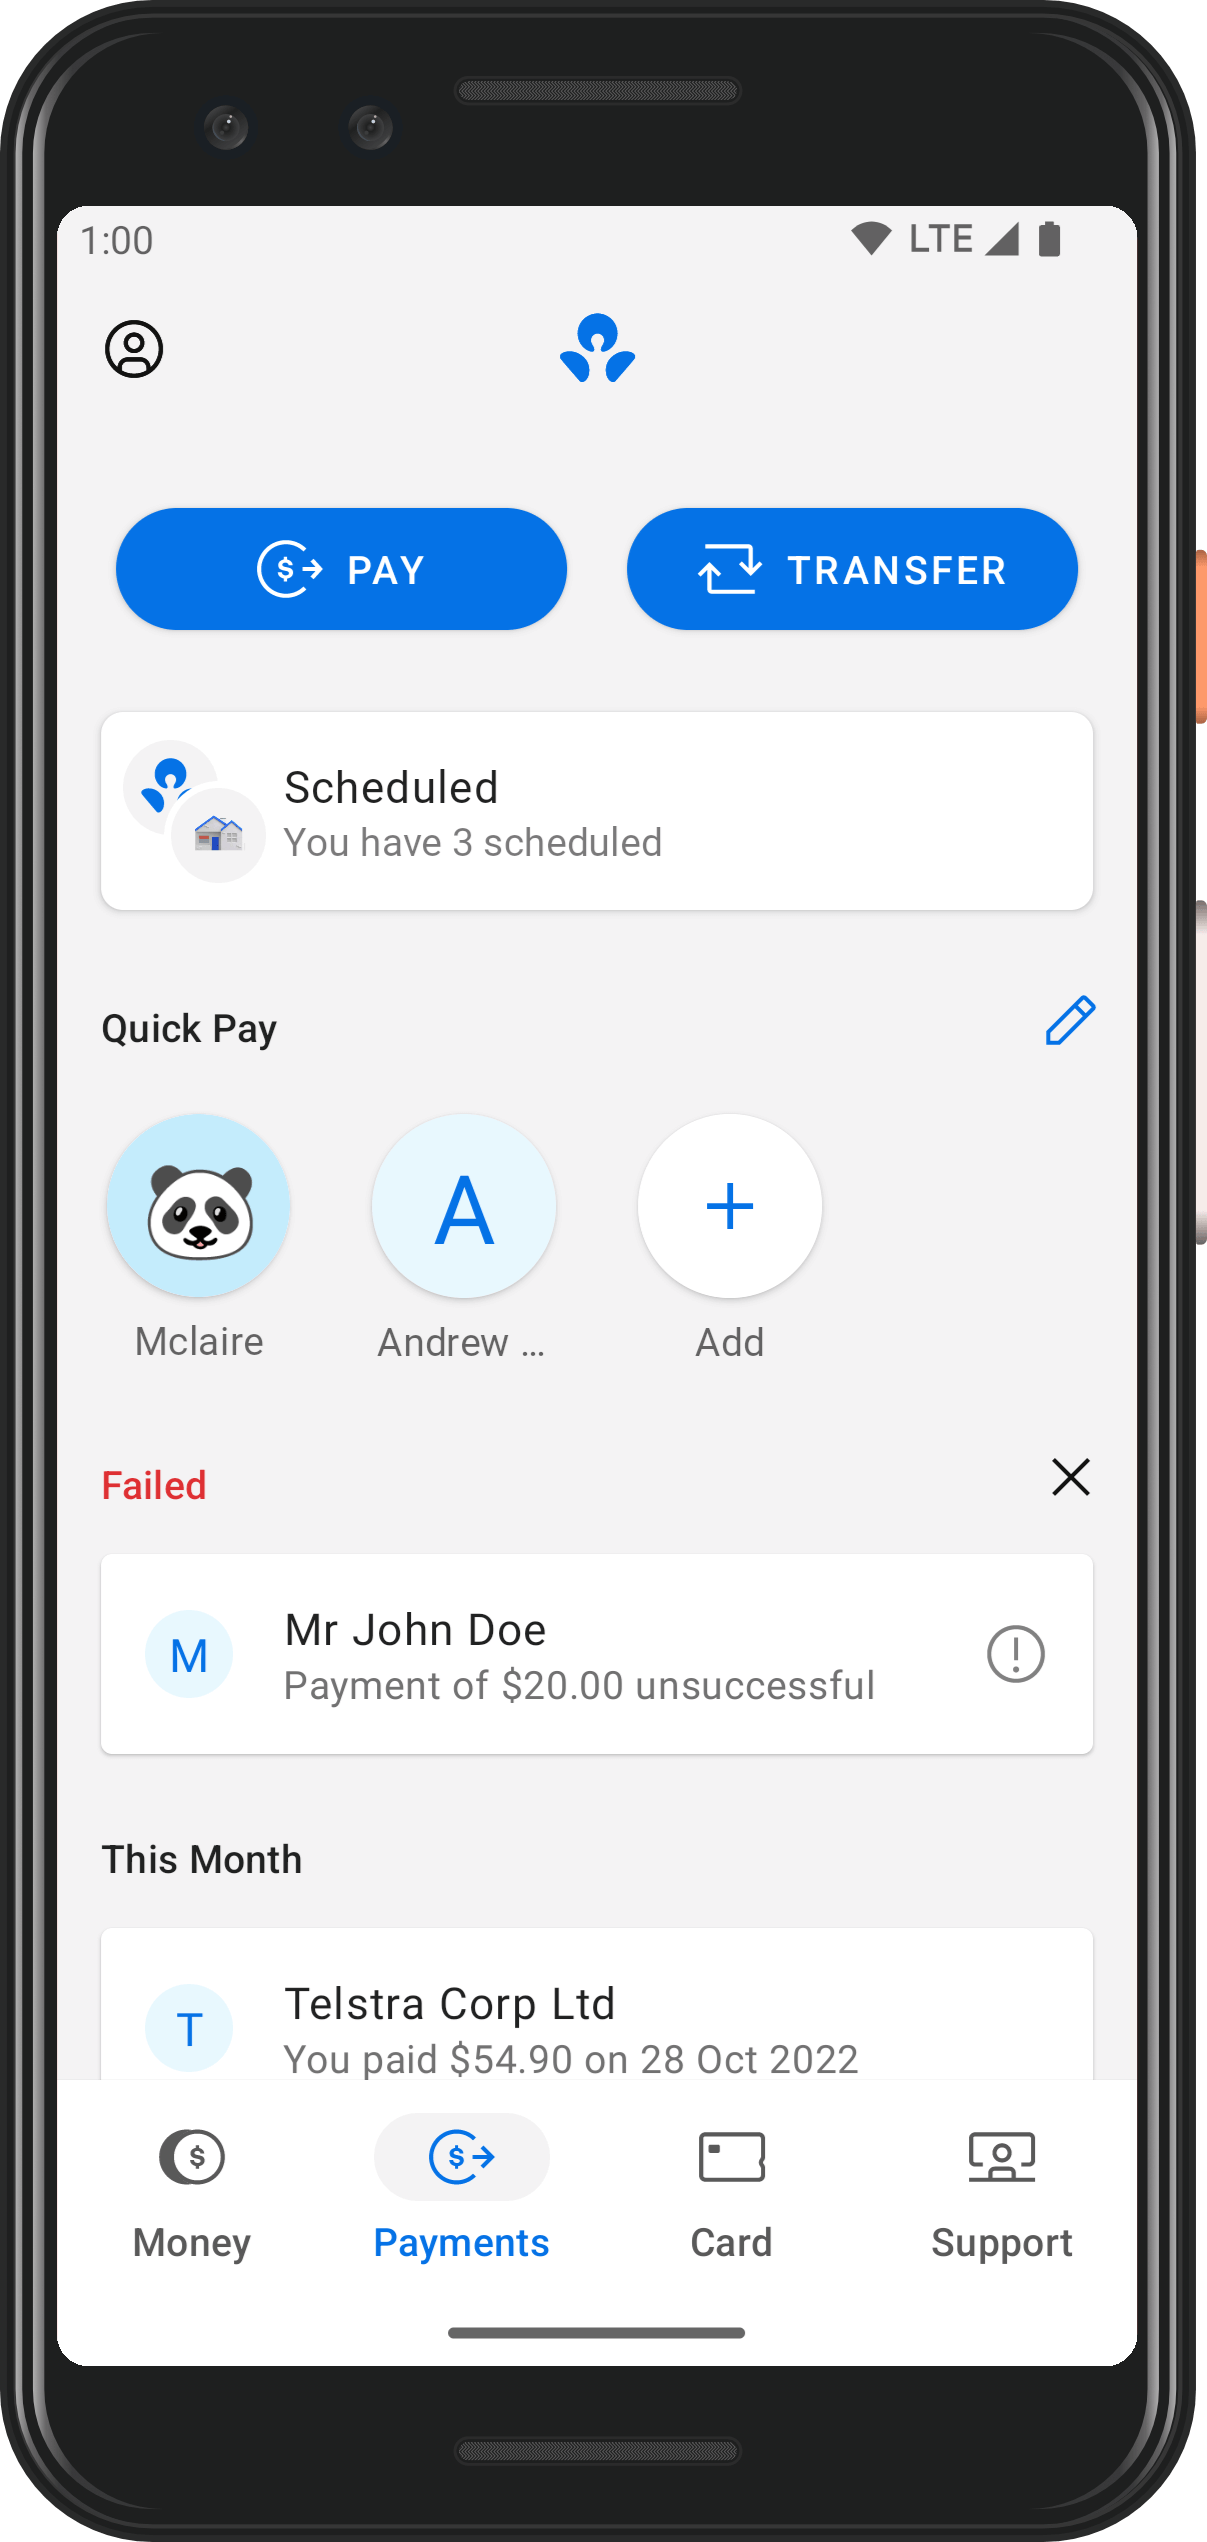 1:00 LTE
PAY
TRANSFER
Scheduled
You have 3 scheduled
Quick Pay
A
Mclaire
Andrew ...
Add
Failed
M
Mr John Doe
Payment of $20.00 unsuccessful
This Month
T
Telstra Corp Ltd
You paid $54.90 on 28 Oct 2022
Money
Payments
Card
Support